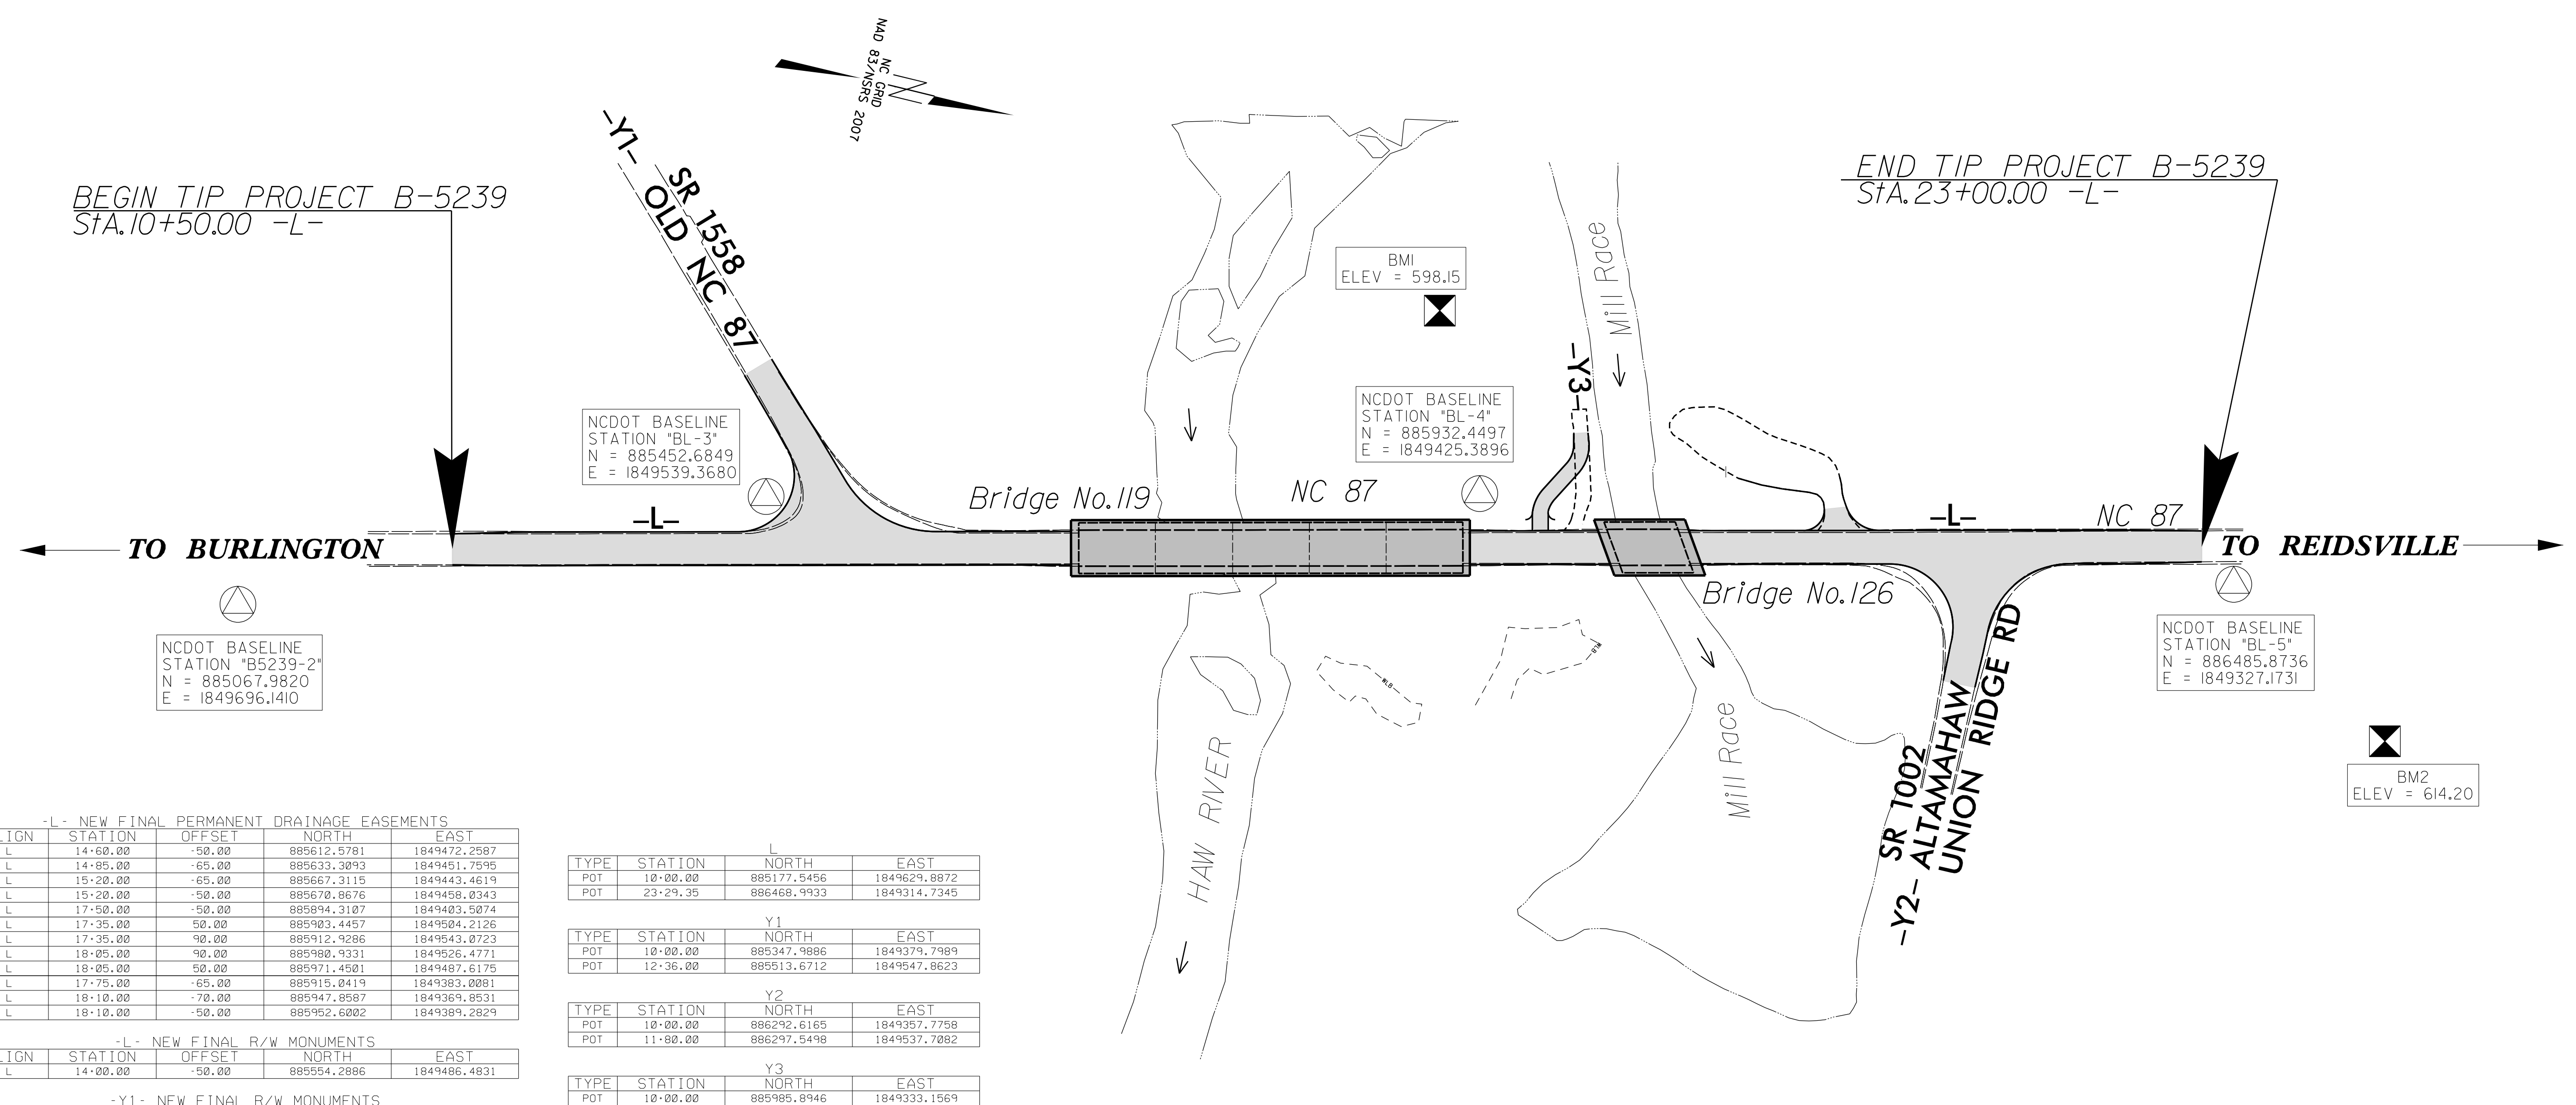 NC GRID
NAD 83/NSRS 2007
BEGIN TIP PROJECT B-5239
StA.10+50.00 -L-
END TIP PROJECT B-5239
StA.23+00.00 -L-
-Y1-
SR 1558
OLD NC 87
BM1
ELEV = 598.15
Mill Race
-Y3-
NCDOT BASELINE
STATION "BL-3"
N = 885452.6849
E = 1849539.3680
NCDOT BASELINE
STATION "BL-4"
N = 885932.4497
E = 1849425.3896
Bridge No.119
NC 87
-L-
-L-
NC 87
TO BURLINGTON
TO REIDSVILLE
Bridge No.126
NCDOT BASELINE
STATION "B5239-2"
N = 885067.9820
E = 1849696.1410
WLB
WLB
NCDOT BASELINE
STATION "BL-5"
N = 886485.8736
E = 1849327.1731
HAW RIVER
Mill Race
SR 1002
-Y2- ALTAMAHAW
UNION RIDGE RD
BM2
ELEV = 614.20
-L- NEW FINAL PERMANENT DRAINAGE EASEMENTS
LIGN STATION OFFSET NORTH EAST
L 14+60.00 -50.00 885612.5781 1849472.2587
L 14+85.00 -65.00 885633.3093 1849451.7595
L 15+20.00 -65.00 885667.3115 1849443.4619
L 15+20.00 -50.00 885670.8676 1849458.0343
L 17+50.00 -50.00 885894.3107 1849403.5074
L 17+35.00 50.00 885903.4457 1849504.2126
L 17+35.00 90.00 885912.9286 1849543.0723
L 18+05.00 90.00 885980.9331 1849526.4771
L 18+05.00 50.00 885971.4501 1849487.6175
L 17+75.00 -65.00 885915.0419 1849383.0081
L 18+10.00 -70.00 885947.8587 1849369.8531
L 18+10.00 -50.00 885952.6002 1849389.2829
-L- NEW FINAL R/W MONUMENTS
LIGN STATION OFFSET NORTH EAST
L 14+00.00 -50.00 885554.2886 1849486.4831
-Y1- NEW FINAL R/W MONUMENTS
L
TYPE STATION NORTH EAST
POT 10+00.00 885177.5456 1849629.8872
POT 23+29.35 886468.9933 1849314.7345
Y1
TYPE STATION NORTH EAST
POT 10+00.00 885347.9886 1849379.7989
POT 12+36.00 885513.6712 1849547.8623
Y2
TYPE STATION NORTH EAST
POT 10+00.00 886292.6165 1849357.7758
POT 11+80.00 886297.5498 1849537.7082
Y3
TYPE STATION NORTH EAST
POT 10+00.00 885985.8946 1849333.1569